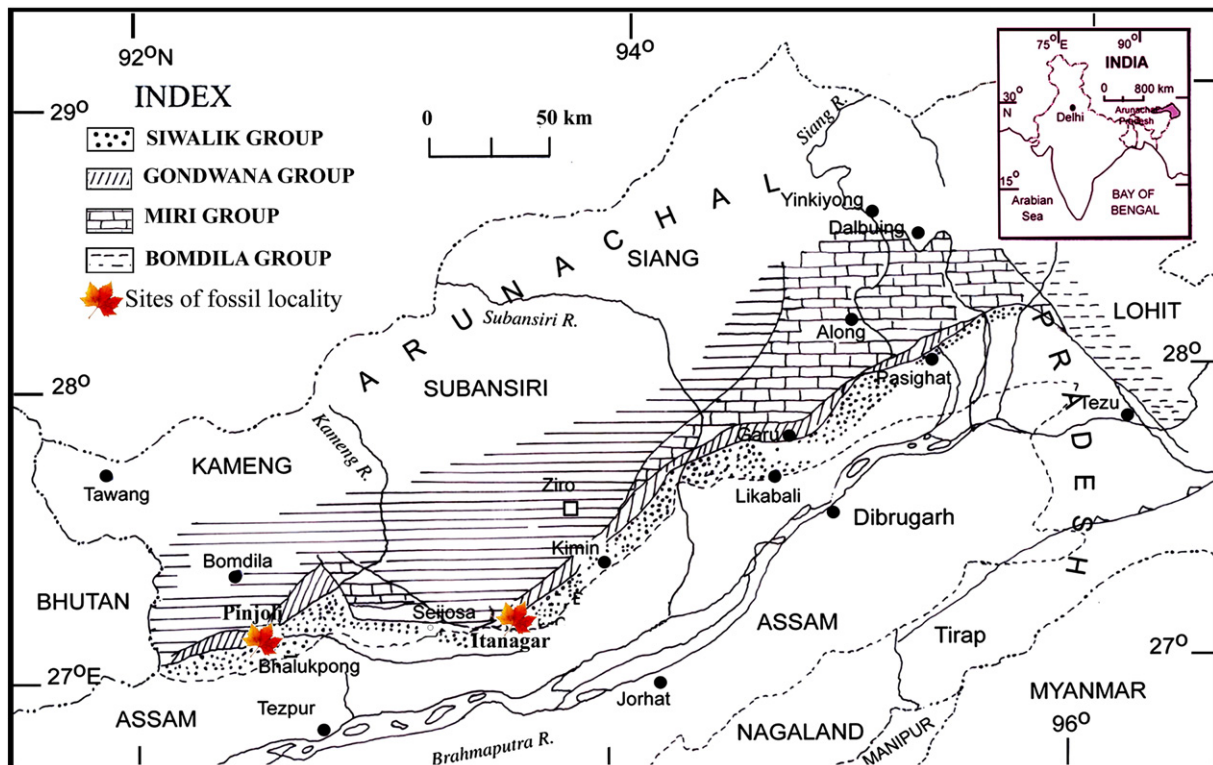 92°N
94°
29°
INDEX
SIWALIK GROUP
GONDWANA GROUP
MIRI GROUP
BOMDILA GROUP
Sites of fossil locality
0 50 km
75°E 90°
INDIA
0 800 km
30°
N
Arunachal
Pradesh
Delhi
15°
Arabian
Sea
BAY OF
BENGAL
Siang R.
Yinkiyong
Dalbuing
ARUNACHAL
SIANG
Subansiri R.
LOHIT
Along
28°
28°
Pasighat
PRADESH
SUBANSIRI
Tezu
Kameng R.
Garu
KAMENG
Tawang
Ziro
Likabali
Dibrugarh
Kimin
Bomdila
BHUTAN
Pinjoli
Seijosa
Itanagar
ASSAM
Tirap
Bhalukpong
27°E
27°
Jorhat
MYANMAR
ASSAM
Tezpur
NAGALAND
MANIPUR
96°
Brahmaputra R.